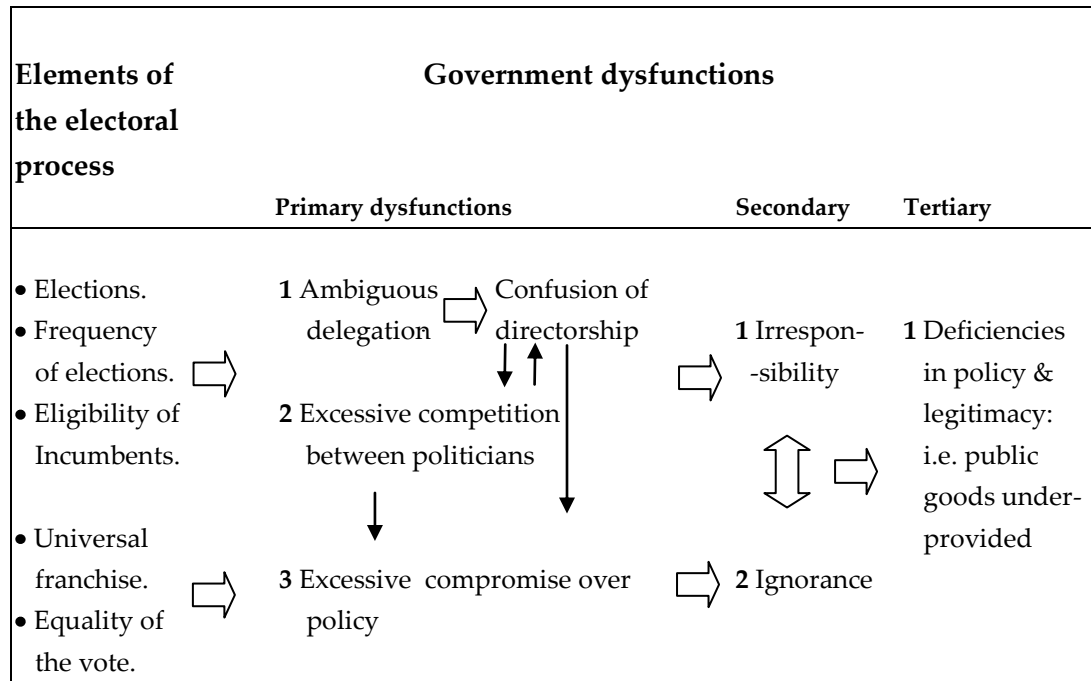 Elements of
the electoral
process
Government dysfunctions
Primary dysfunctions
Secondary
Tertiary
• Elections.
• Frequency
of elections.
• Eligibility of
Incumbents.
• Universal
franchise.
• Equality of
the vote.
1 Ambiguous
delegation
Confusion of
directorship
2 Excessive competition
between politicians
3 Excessive compromise over
policy
1 Irrespon-
-sibility
2 Ignorance
1 Deficiencies
in policy &
legitimacy:
i.e. public
goods under-
provided